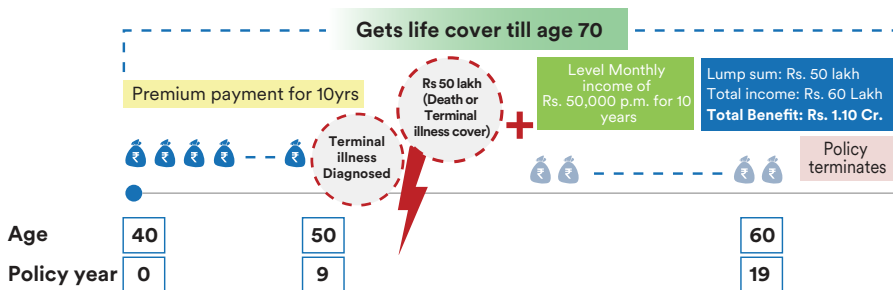 Gets life cover till age 70
Premium payment for 10yrs
Rs 50 lakh
(Death or
Terminal
illness cover)
+
Level Monthly
income of
Rs. 50,000 p.m. for 10
years
Lump sum: Rs. 50 lakh
Total income: Rs. 60 Lakh
Total Benefit: Rs. 1.10 Cr.
₹ ₹ ₹ ₹ ₹
Terminal
illness
Diagnosed
₹ ₹ ₹ ₹
Policy
terminates
Age 40 50 60
Policy year 0 9 19